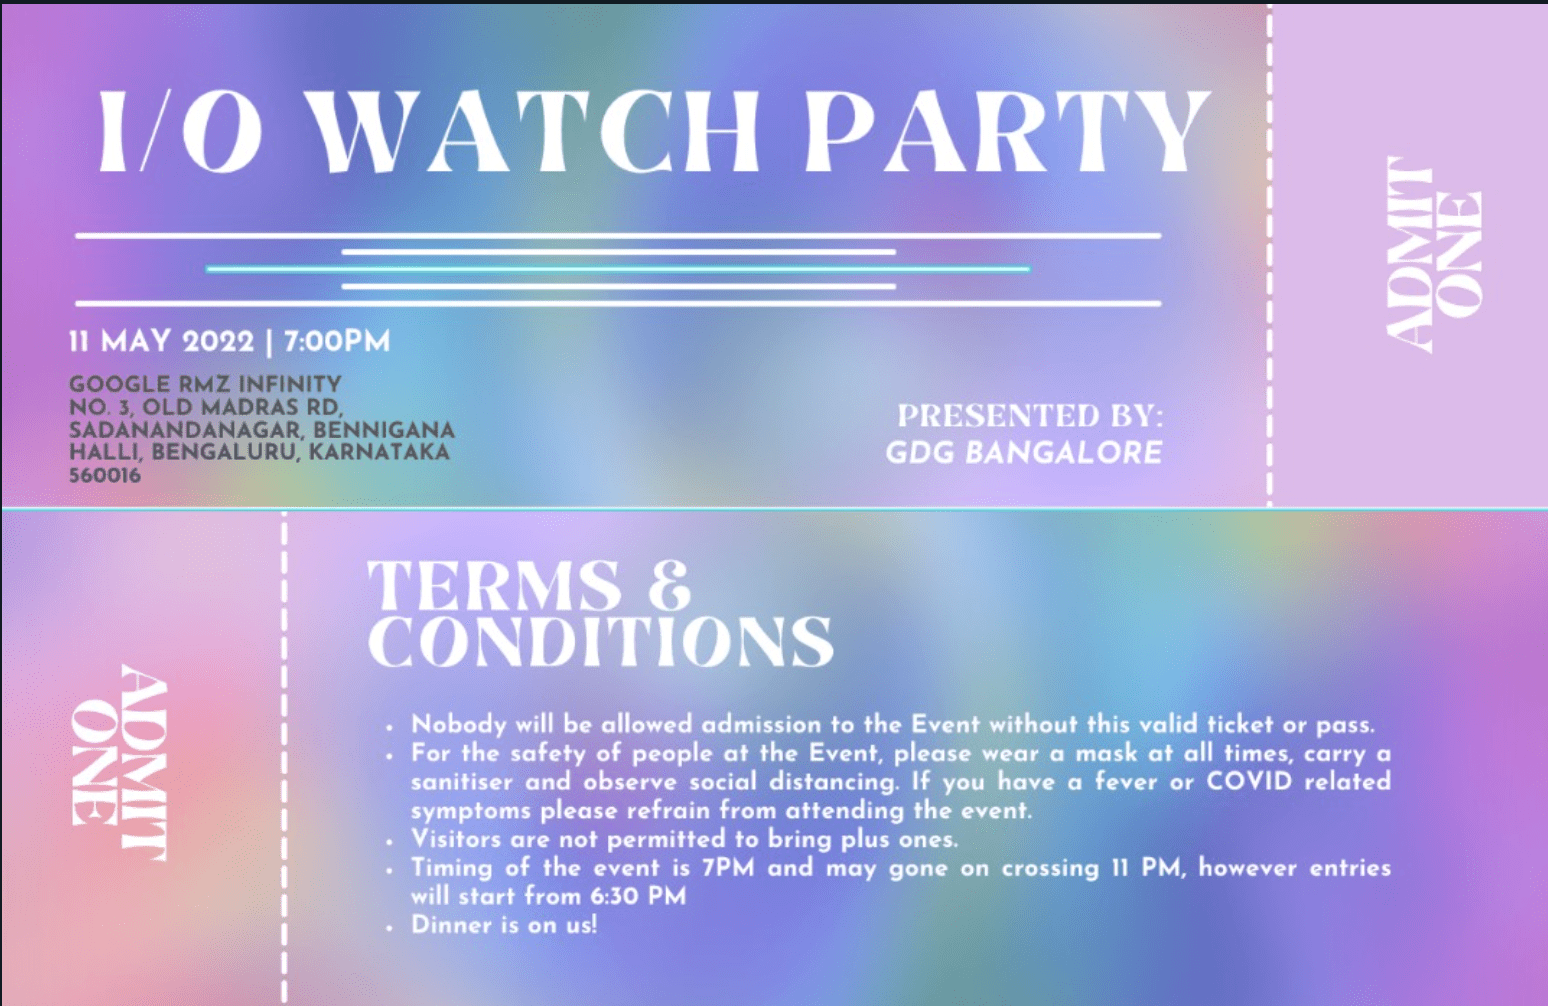 I/O WATCH PARTY
11 MAY 2022 | 7:00PM
GOOGLE RMZ INFINITY
NO. 3, OLD MADRAS RD,
SADANANDANAGAR, BENNIGANA
HALLI, BENGALURU, KARNATAKA
560016
PRESENTED BY:
GDG BANGALORE
ADMIT
ONE
ADMIT
ONE
TERMS &
CONDITIONS
• Nobody will be allowed admission to the Event without this valid ticket or pass.
• For the safety of people at the Event, please wear a mask at all times, carry a
sanitiser and observe social distancing. If you have a fever or COVID related
symptoms please refrain from attending the event.
• Visitors are not permitted to bring plus ones.
• Timing of the event is 7PM and may gone on crossing 11 PM, however entries
will start from 6:30 PM
• Dinner is on us!